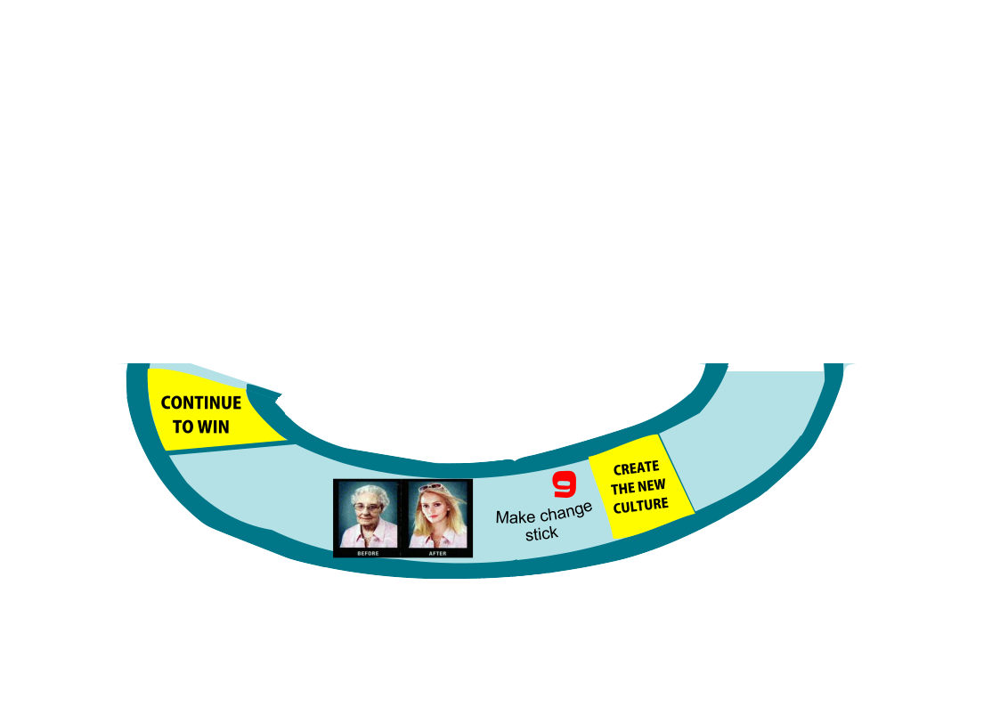 CONTINUE
TO WIN
BEFORE
AFTER
9
Make change
stick
CREATE
THE NEW
CULTURE